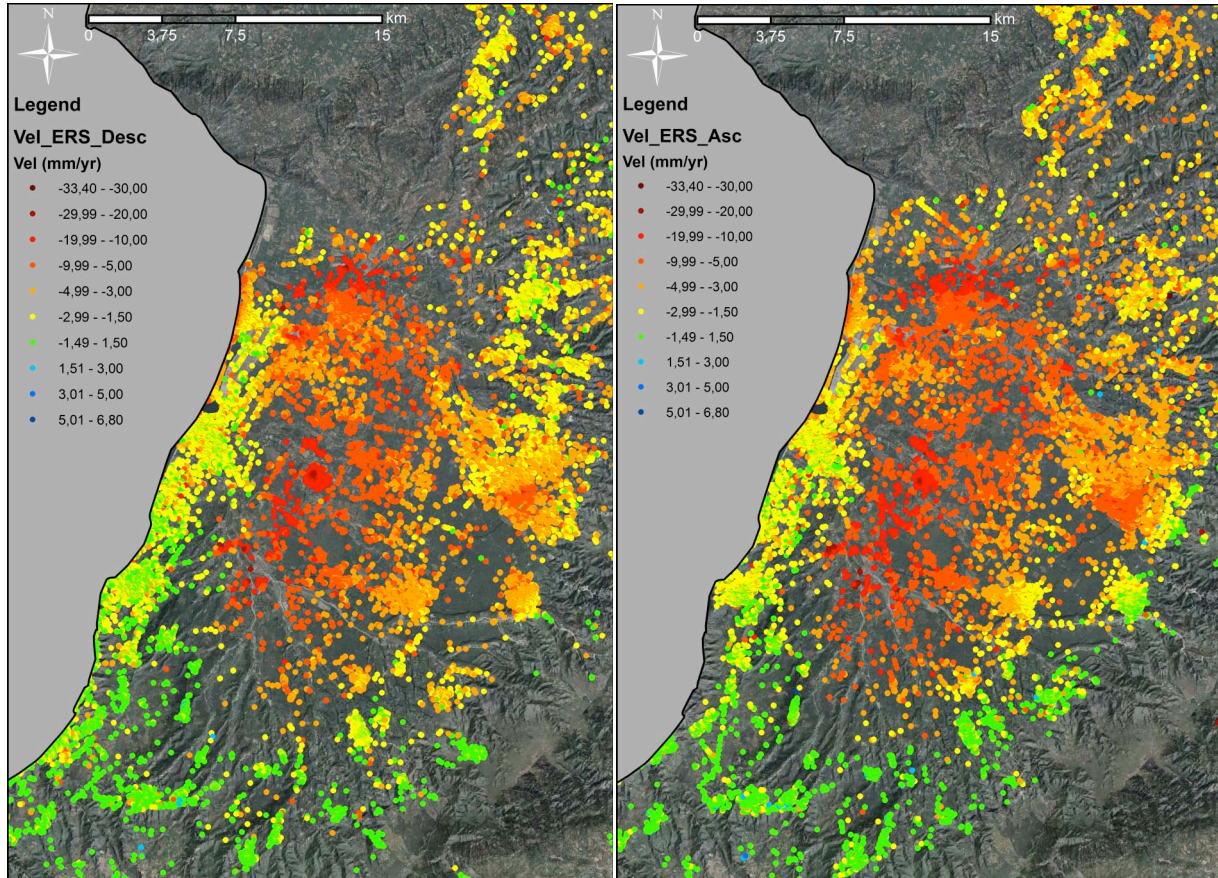 N
km
0 3,75 7,5 15
Legend
Vel_ERS_Desc
Vel (mm/yr)
-33,40 - -30,00
-29,99 - -20,00
-19,99 - -10,00
-9,99 - -5,00
-4,99 - -3,00
-2,99 - -1,50
-1,49 - 1,50
1,51 - 3,00
3,01 - 5,00
5,01 - 6,80
N
km
0 3,75 7,5 15
Legend
Vel_ERS_Asc
Vel (mm/yr)
-33,40 - -30,00
-29,99 - -20,00
-19,99 - -10,00
-9,99 - -5,00
-4,99 - -3,00
-2,99 - -1,50
-1,49 - 1,50
1,51 - 3,00
3,01 - 5,00
5,01 - 6,80